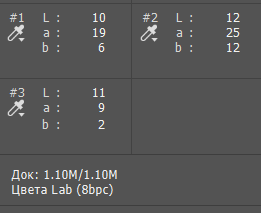 #1 L : 10
a : 19
b : 6
#2 L : 12
a : 25
b : 12
#3 L : 11
a : 9
b : 2
Док: 1.10M/1.10M
Цвета Lab (8bpc)